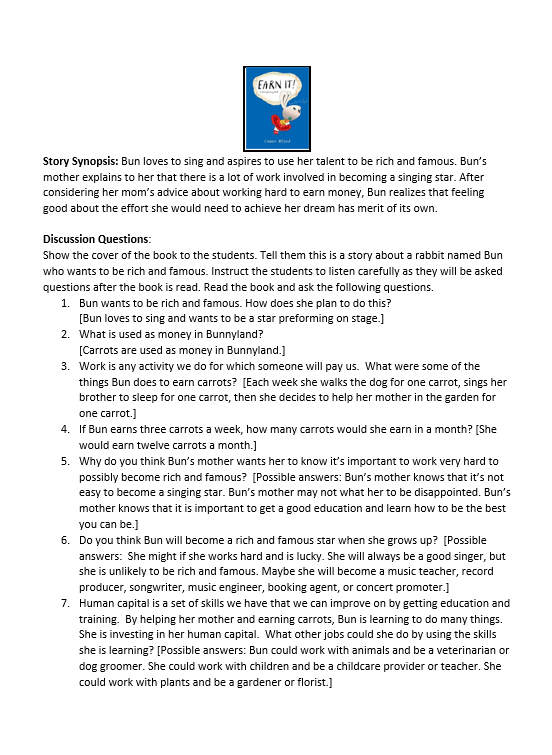 EARN IT!
Story Synopsis: Bun loves to sing and aspires to use her talent to be rich and famous. Bun's
mother explains to her that there is a lot of work involved in becoming a singing star. After
considering her mom's advice about working hard to earn money, Bun realizes that feeling
good about the effort she would need to achieve her dream has merit of its own.
Discussion Questions:
Show the cover of the book to the students. Tell them this is a story about a rabbit named Bun
who wants to be rich and famous. Instruct the students to listen carefully as they will be asked
questions after the book is read. Read the book and ask the following questions.
1. Bun wants to be rich and famous. How does she plan to do this?
[Bun loves to sing and wants to be a star preforming on stage.]
2. What is used as money in Bunnyland?
[Carrots are used as money in Bunnyland.]
3. Work is any activity we do for which someone will pay us. What were some of the
things Bun does to earn carrots? [Each week she walks the dog for one carrot, sings her
brother to sleep for one carrot, then she decides to help her mother in the garden for
one carrot.]
4. If Bun earns three carrots a week, how many carrots would she earn in a month? [She
would earn twelve carrots a month.]
5. Why do you think Bun's mother wants her to know it's important to work very hard to
possibly become rich and famous? [Possible answers: Bun's mother knows that it's not
easy to become a singing star. Bun's mother may not what her to be disappointed. Bun's
mother knows that it is important to get a good education and learn how to be the best
you can be.]
6. Do you think Bun will become a rich and famous star when she grows up? [Possible
answers: She might if she works hard and is lucky. She will always be a good singer, but
she is unlikely to be rich and famous. Maybe she will become a music teacher, record
producer, songwriter, music engineer, booking agent, or concert promoter.]
7. Human capital is a set of skills we have that we can improve on by getting education and
training. By helping her mother and earning carrots, Bun is learning to do many things.
She is investing in her human capital. What other jobs could she do by using the skills
she is learning? [Possible answers: Bun could work with animals and be a veterinarian or
dog groomer. She could work with children and be a childcare provider or teacher. She
could work with plants and be a gardener or florist.]